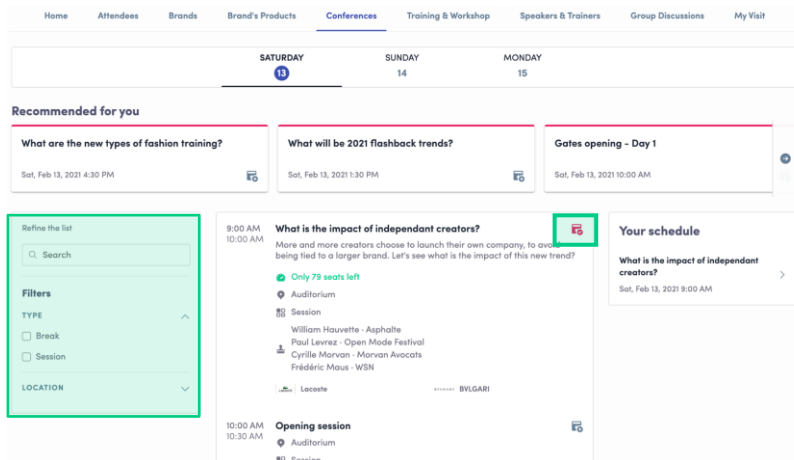 Home Attendees Brands Brand's Products Conferences Training & Workshop Speakers & Trainers Group Discussions My Visit
SATURDAY SUNDAY MONDAY
13 14 15
Recommended for you
What are the new types of fashion training?
Sat, Feb 13, 2021 4:30 PM
What will be 2021 flashback trends?
Sat, Feb 13, 2021 1:30 PM
Gates opening - Day 1
Sat, Feb 13, 2021 10:00 AM
Refine the list
Search
Filters
TYPE
Break
Session
LOCATION
9:00 AM
10:00 AM
What is the impact of independant creators?
More and more creators choose to launch their own company, to avoid
being tied to a larger brand. Let's see what is the impact of this new trend?
Only 79 seats left
Auditorium
Session
William Hauvette - Asphalte
Paul Levrez - Open Mode Festival
Cyrille Morvan - Morvan Avocats
Frédéric Maus - WSN
Lacoste BVLGARI BVLGARI
10:00 AM
10:30 AM
Opening session
Auditorium
Session
Your schedule
What is the impact of independant
creators?
Sat, Feb 13, 2021 9:00 AM